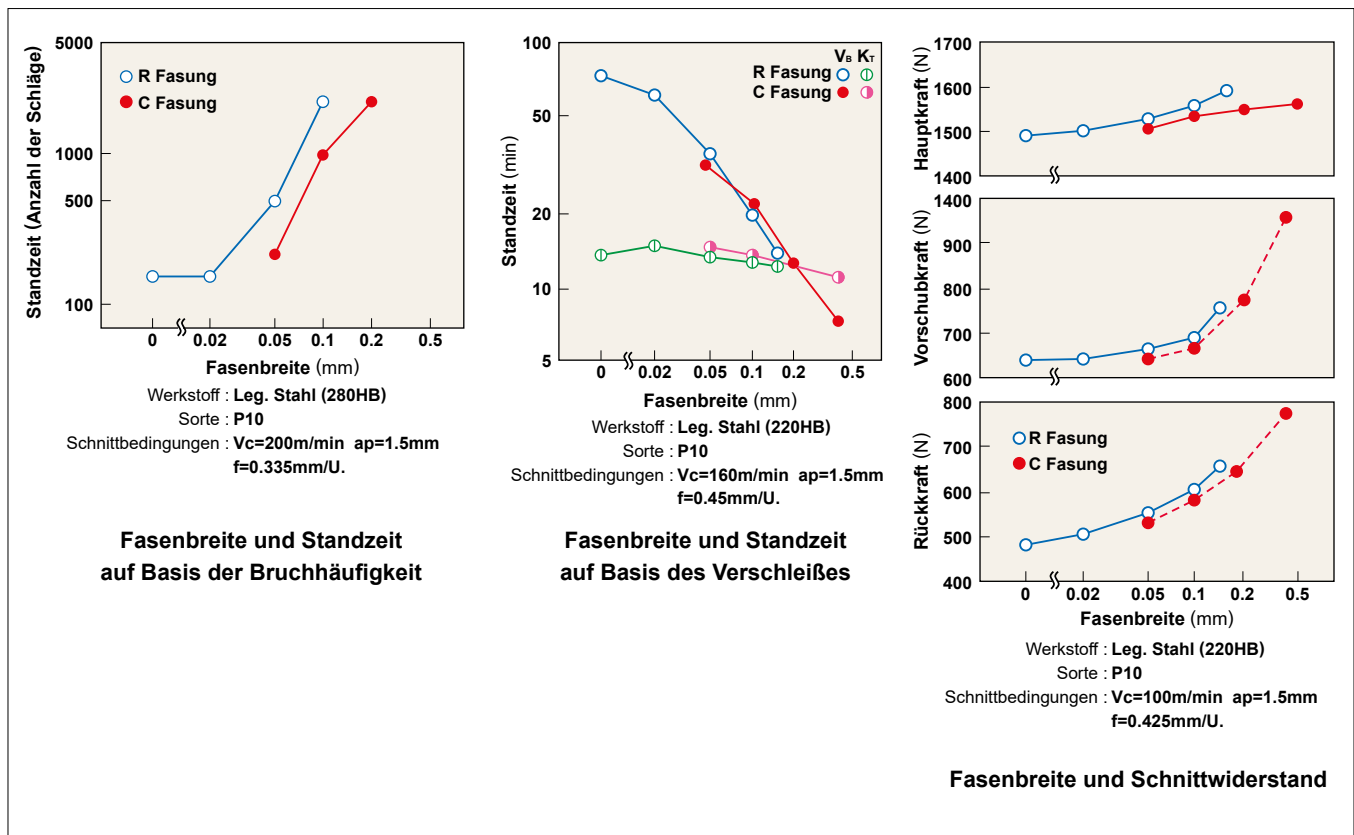 5000
1000
500
100
Standzeit (Anzahl der Schläge)
R Fasung
C Fasung
0 0.02 0.05 0.1 0.2 0.5
Fasenbreite (mm)
Werkstoff : Leg. Stahl (280HB)
Sorte : P10
Schnittbedingungen : Vc=200m/min ap=1.5mm
f=0.335mm/U.
Fasenbreite und Standzeit
auf Basis der Bruchhäufigkeit
100
50
20
10
5
Standzeit (min)
VB KT
R Fasung
C Fasung
0 0.02 0.05 0.1 0.2 0.5
Fasenbreite (mm)
Werkstoff : Leg. Stahl (220HB)
Sorte : P10
Schnittbedingungen : Vc=160m/min ap=1.5mm
f=0.45mm/U.
Fasenbreite und Standzeit
auf Basis des Verschleißes
1700
1600
1500
1400
Hauptkraft (N)
1400
900
800
700
600
Vorschubkraft (N)
800
700
600
500
400
Rückkraft (N)
R Fasung
C Fasung
0 0.02 0.05 0.1 0.2 0.5
Fasenbreite (mm)
Werkstoff : Leg. Stahl (220HB)
Sorte : P10
Schnittbedingungen : Vc=100m/min ap=1.5mm
f=0.425mm/U.
Fasenbreite und Schnittwiderstand